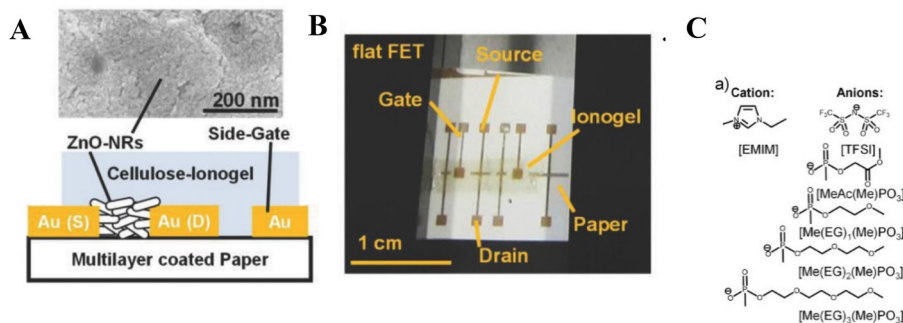 A
200 nm
ZnO-NRs
Side-Gate
Cellulose-Ionogel
Au (S)
Au (D)
Au
Multilayer coated Paper
B
flat FET
Source
Gate
Ionogel
Paper
1 cm
Drain
C
a)
Cation:
Anions:
[EMIM]
F₃C
CF₃
N
S
S
O
O
O
O
[TFSI]
[MeAc(Me)PO₃]
[Me(EG)₁(Me)PO₃]
[Me(EG)₂(Me)PO₃]
[Me(EG)₃(Me)PO₃]